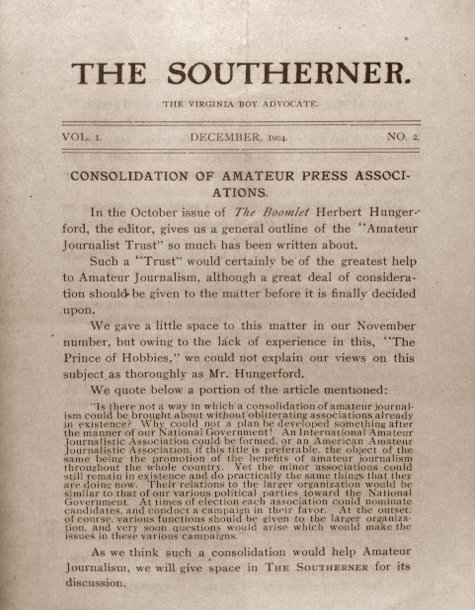 THE SOUTHERNER.
THE VIRGINIA BOY ADVOCATE.
VOL. 1. DECEMBER, 1904. NO. 2.
CONSOLIDATION OF AMATEUR PRESS ASSOCI-
ATIONS.
In the October issue of The Boomlet Herbert Hunger-
ford, the editor, gives us a general outline of the "Amateur
Journalist Trust" so much has been written about.
Such a "Trust" would certainly be of the greatest help
to Amateur Journalism, although a great deal of considera-
tion should be given to the matter before it is finally decided
upon.
We gave a little space to this matter in our November
number, but owing to the lack of experience in this, "The
Prince of Hobbies," we could not explain our views on this
subject as thoroughly as Mr. Hungerford.
We quote below a portion of the article mentioned:
"Is there not a way in which a consolidation of amateur journal-
ism could be brought about without obliterating associations already
in existence? Why could not a plan be developed something after
the manner of our National Government! An International Amateur
Journalistic Association could be formed, or an American Amateur
Journalistic Association, if this title is preferable, the object of the
same being the promotion of the benefits of amateur journalism
throughout the whole country. Yet the minor associations could
still remain in existence and do practically the same things that they
are doing now. Their relations to the larger organization would be
similar to that of our various political parties toward the National
Government. At times of election each association could nominate
candidates, and conduct a campaign in their favor. At the outset,
of course, various functions should be given to the larger organiza-
tion, and very soon questions would arise which would make the
issues in these various campaigns."
As we think such a consolidation would help Amateur
Journalism, we will give space in THE SOUTHERNER for its
discussion.